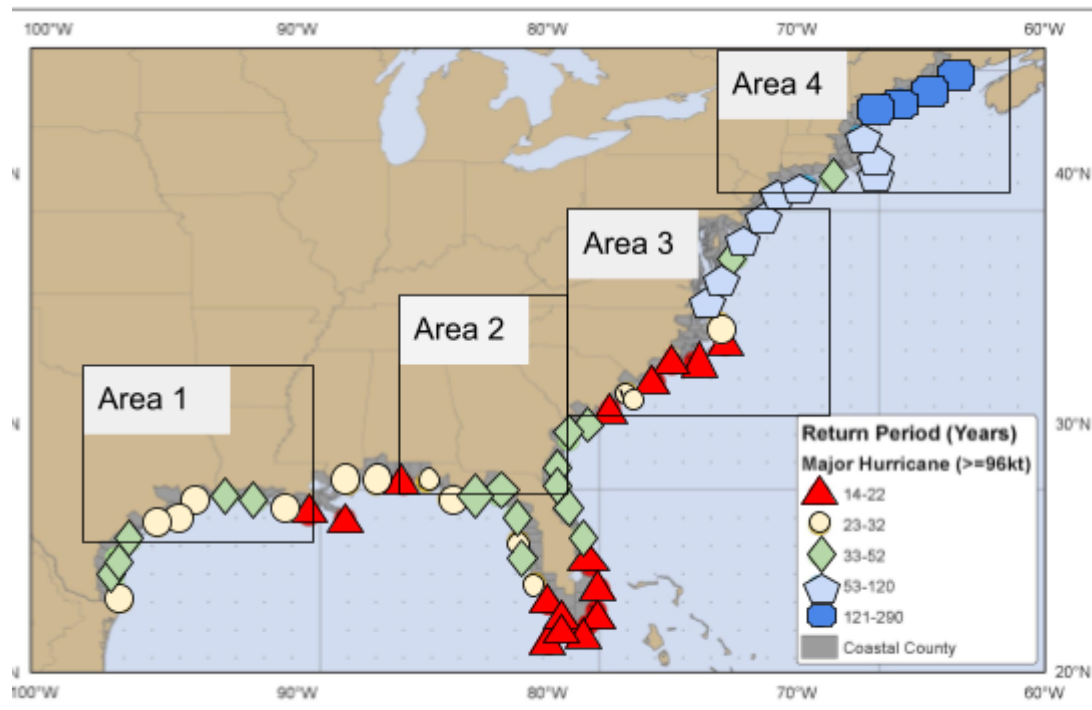 100°W 90°W 80°W 70°W 60°W
Area 4
40°N
Area 3
Area 2
Area 1
30°N
Return Period (Years)
Major Hurricane (>=96kt)
14-22
23-32
33-52
53-120
121-290
Coastal County
20°N
100°W 90°W 80°W 70°W 60°W